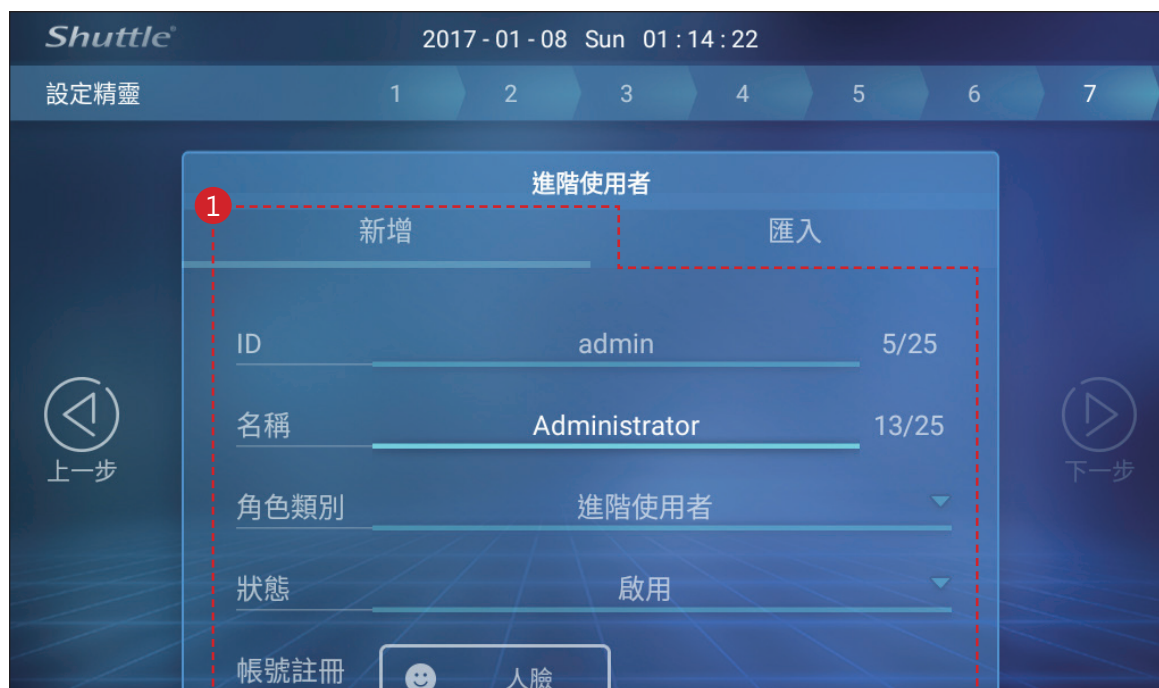 Shuttle® 2017-01-08 Sun 01:14:22
設定精靈 1 2 3 4 5 6 7
進階使用者
1
新增 匯入
ID admin 5/25
名稱 Administrator 13/25
上一步 下一步
角色類別 進階使用者
狀態 啟用
帳號註冊 人臉